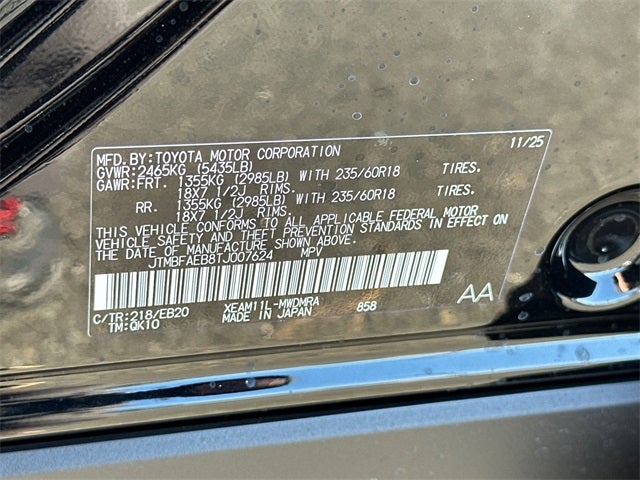 MFD.BY:TOYOTA MOTOR CORPORATION 11/25
GVWR:2465KG (5435LB)
GAWR:FRT. 1355KG (2985LB) WITH 235/60R18 TIRES.
18X7 1/2J RIMS.
RR. 1355KG (2985LB) WITH 235/60R18 TIRES.
18X7 1/2J RIMS.
THIS VEHICLE CONFORMS TO ALL APPLICABLE FEDERAL MOTOR
VEHICLE SAFETY AND THEFT PREVENTION STANDARDS IN EFFECT ON
THE DATE OF MANUFACTURE SHOWN ABOVE.
JTMBFAEB8TJ007624 MPV
C/TR:218/EB20 XEAM11L-MWDMRA AA
TM:QK10 MADE IN JAPAN 858